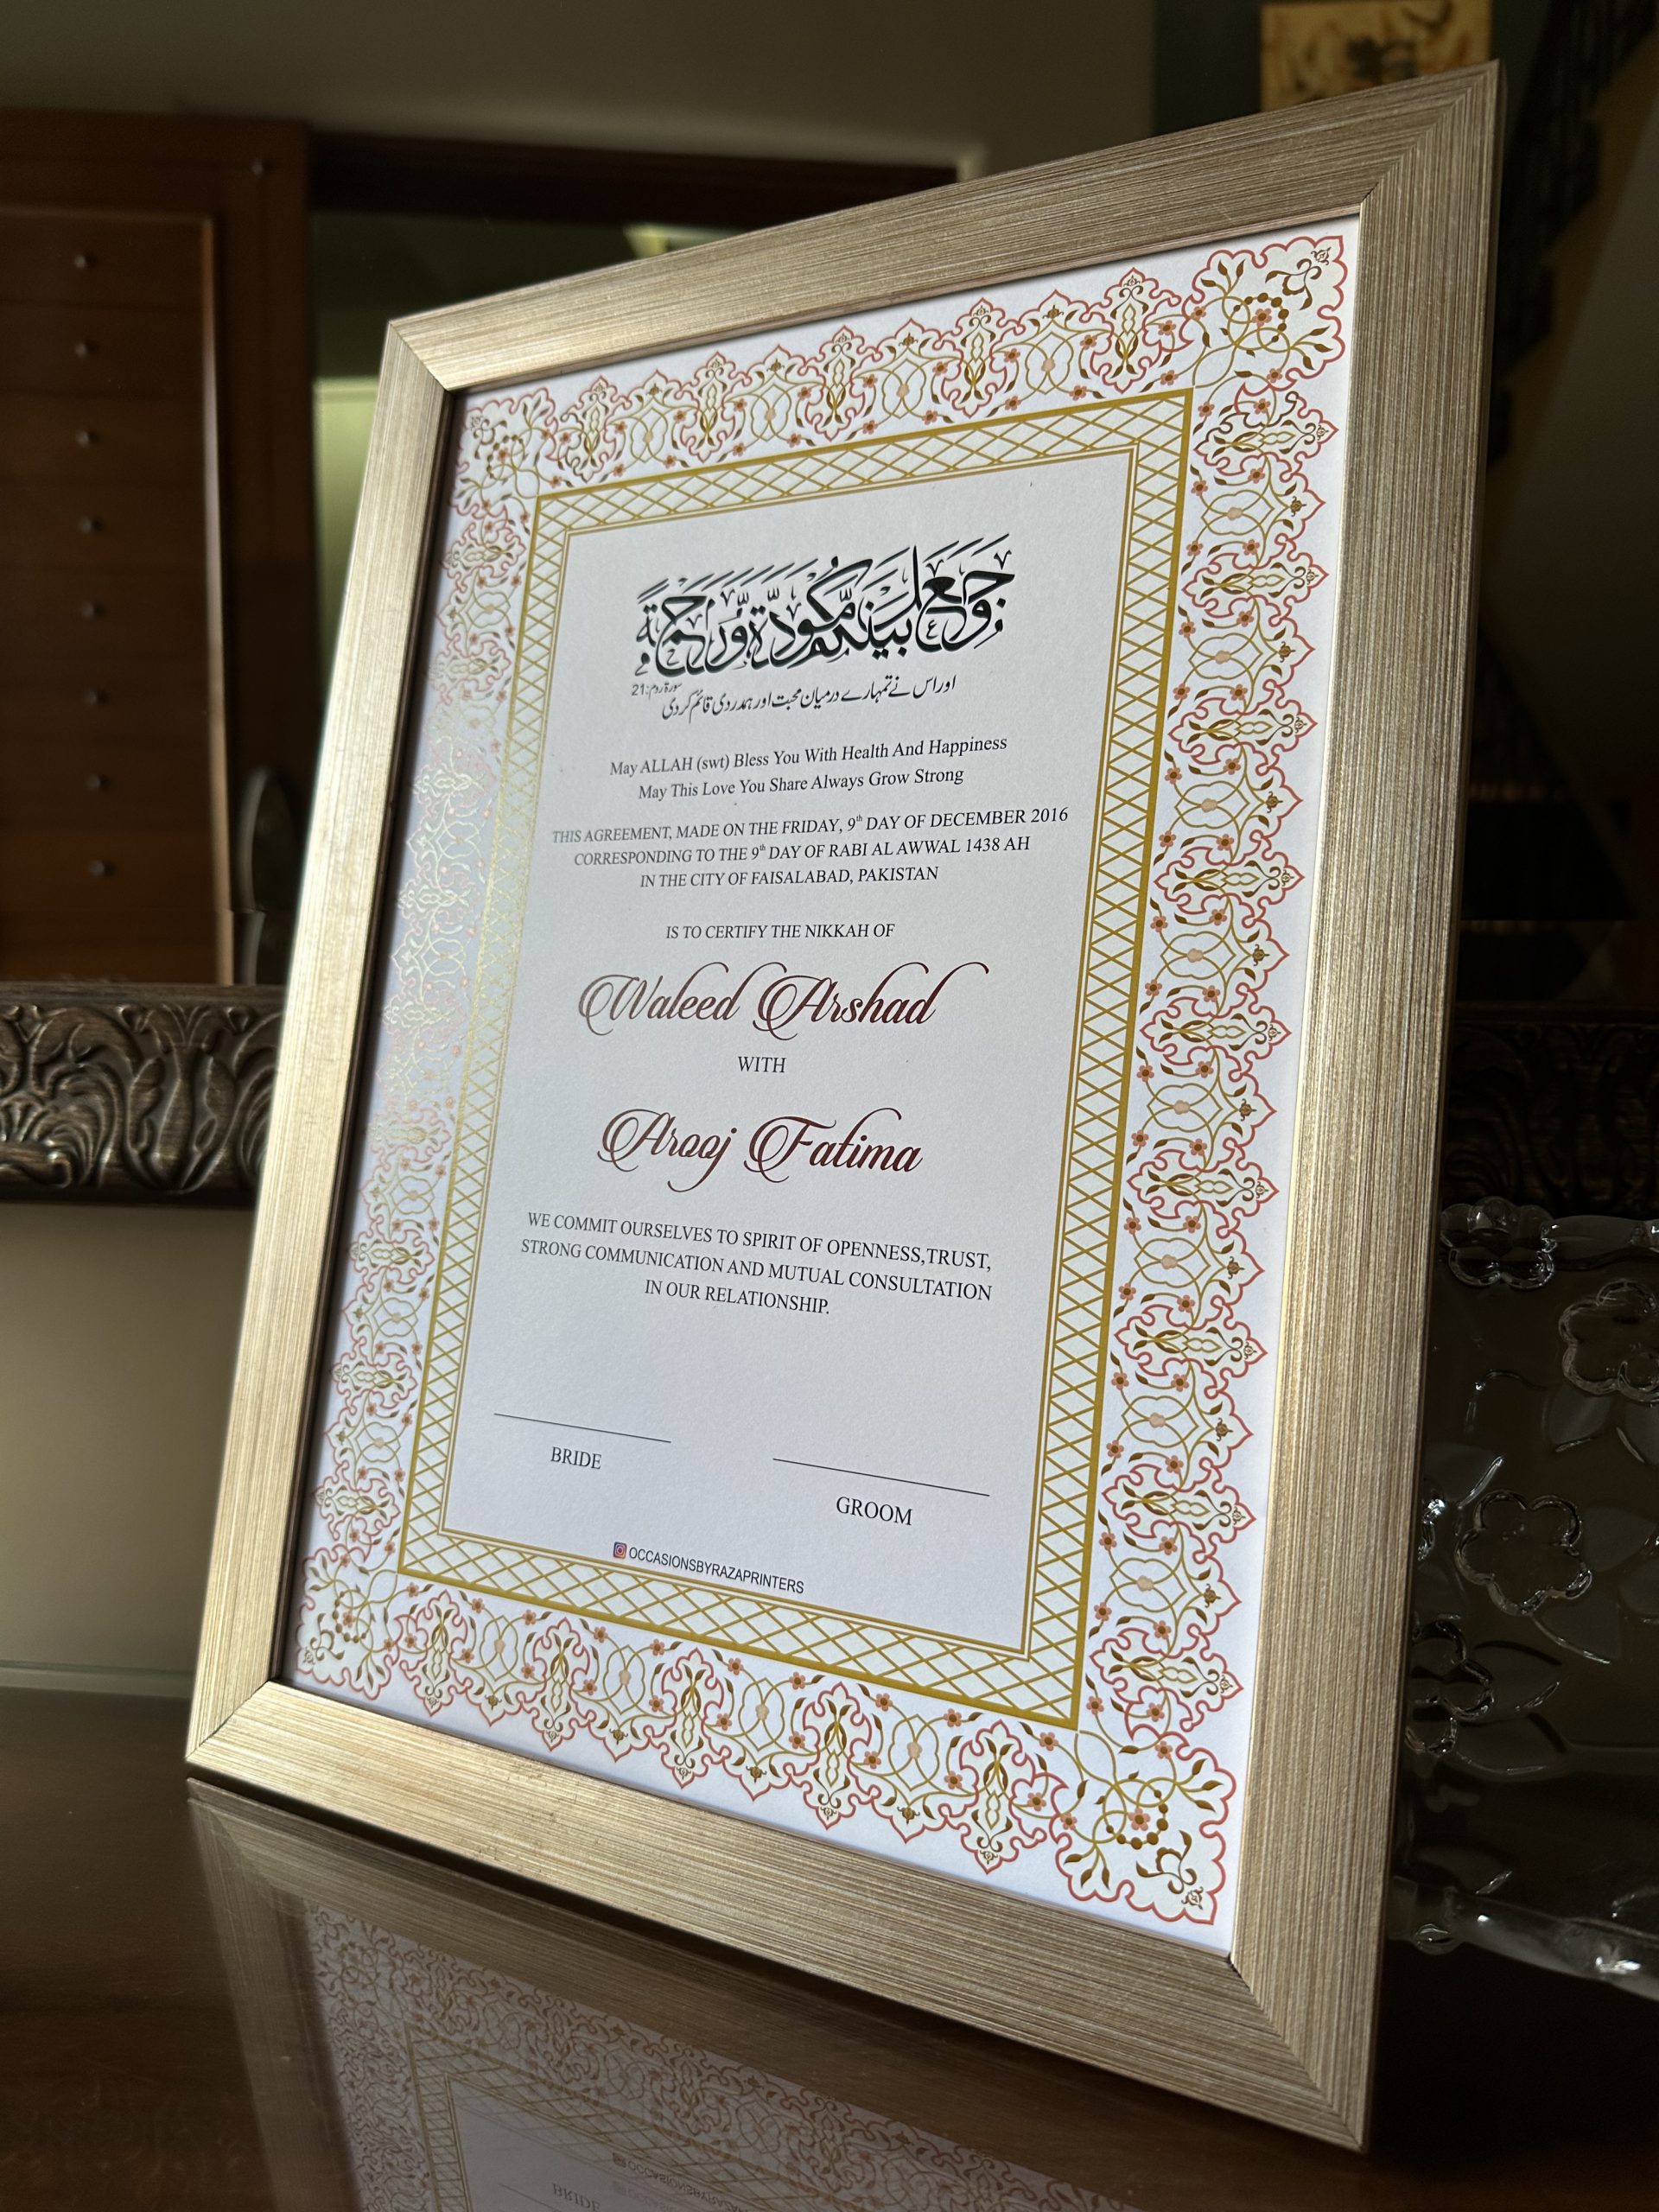 وَجَعَلَ بَيْنَكُم مَّوَدَّةً وَّرَحْمَةً
اور اس نے تمہارے درمیان محبت اور ہمدردی قائم کردی
سورۃ روم:21
May ALLAH (swt) Bless You With Health And Happiness
May This Love You Share Always Grow Strong
THIS AGREEMENT, MADE ON THE FRIDAY, 9th DAY OF DECEMBER 2016
CORRESPONDING TO THE 9th DAY OF RABI AL AWWAL 1438 AH
IN THE CITY OF FAISALABAD, PAKISTAN
IS TO CERTIFY THE NIKKAH OF
Waleed Arshad
WITH
Arooj Fatima
WE COMMIT OURSELVES TO SPIRIT OF OPENNESS,TRUST,
STRONG COMMUNICATION AND MUTUAL CONSULTATION
IN OUR RELATIONSHIP.
BRIDE
GROOM
OCCASIONSBYRAZAPRINTERS